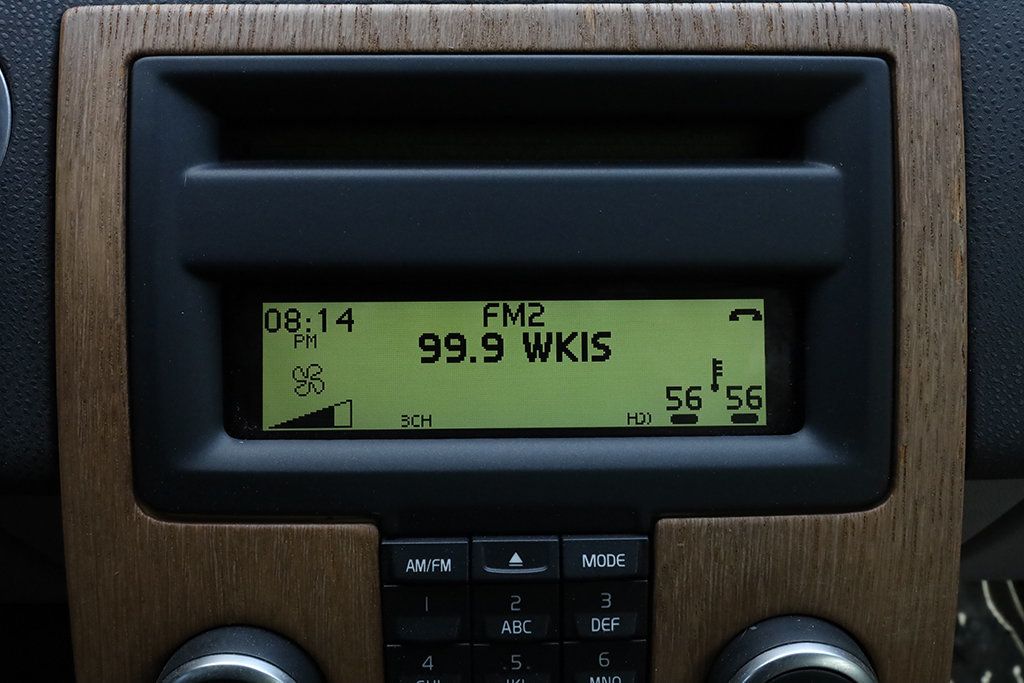 08:14
PM
FM2
99.9 WKIS
56 56
3CH
HD)
AM/FM
MODE
1
2
ABC
3
DEF
4
5
6